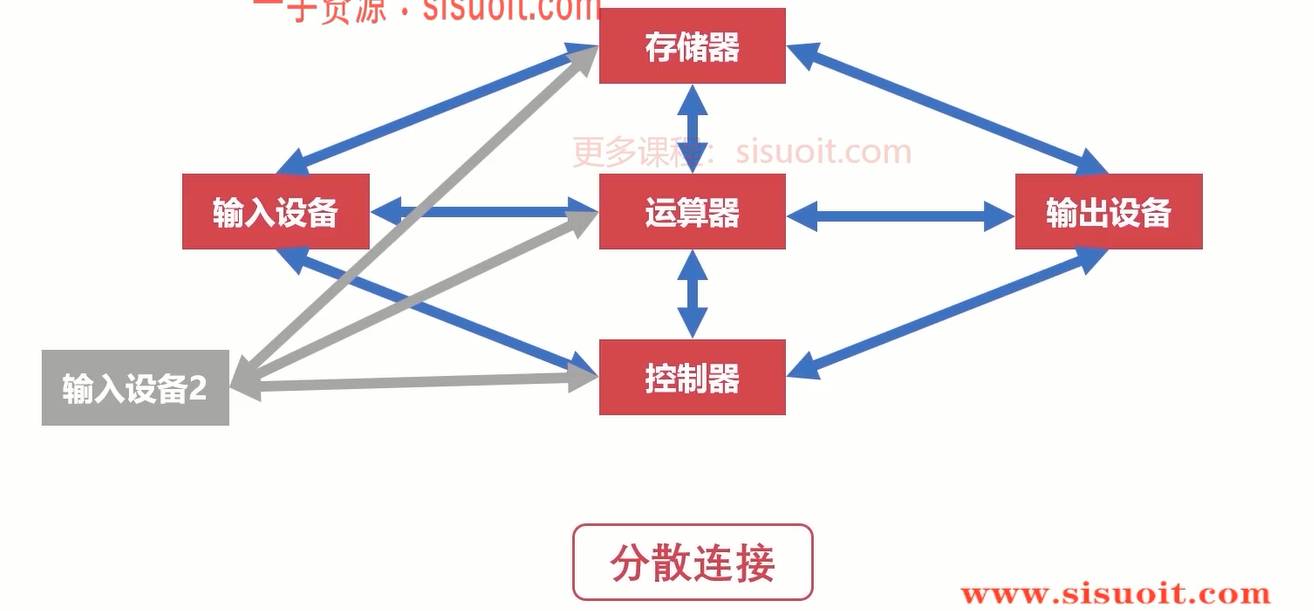 一手资源：sisuoit.com
存储器
更多课程：sisuoit.com
输入设备
运算器
输出设备
输入设备2
控制器
分散连接
www.sisuoit.com